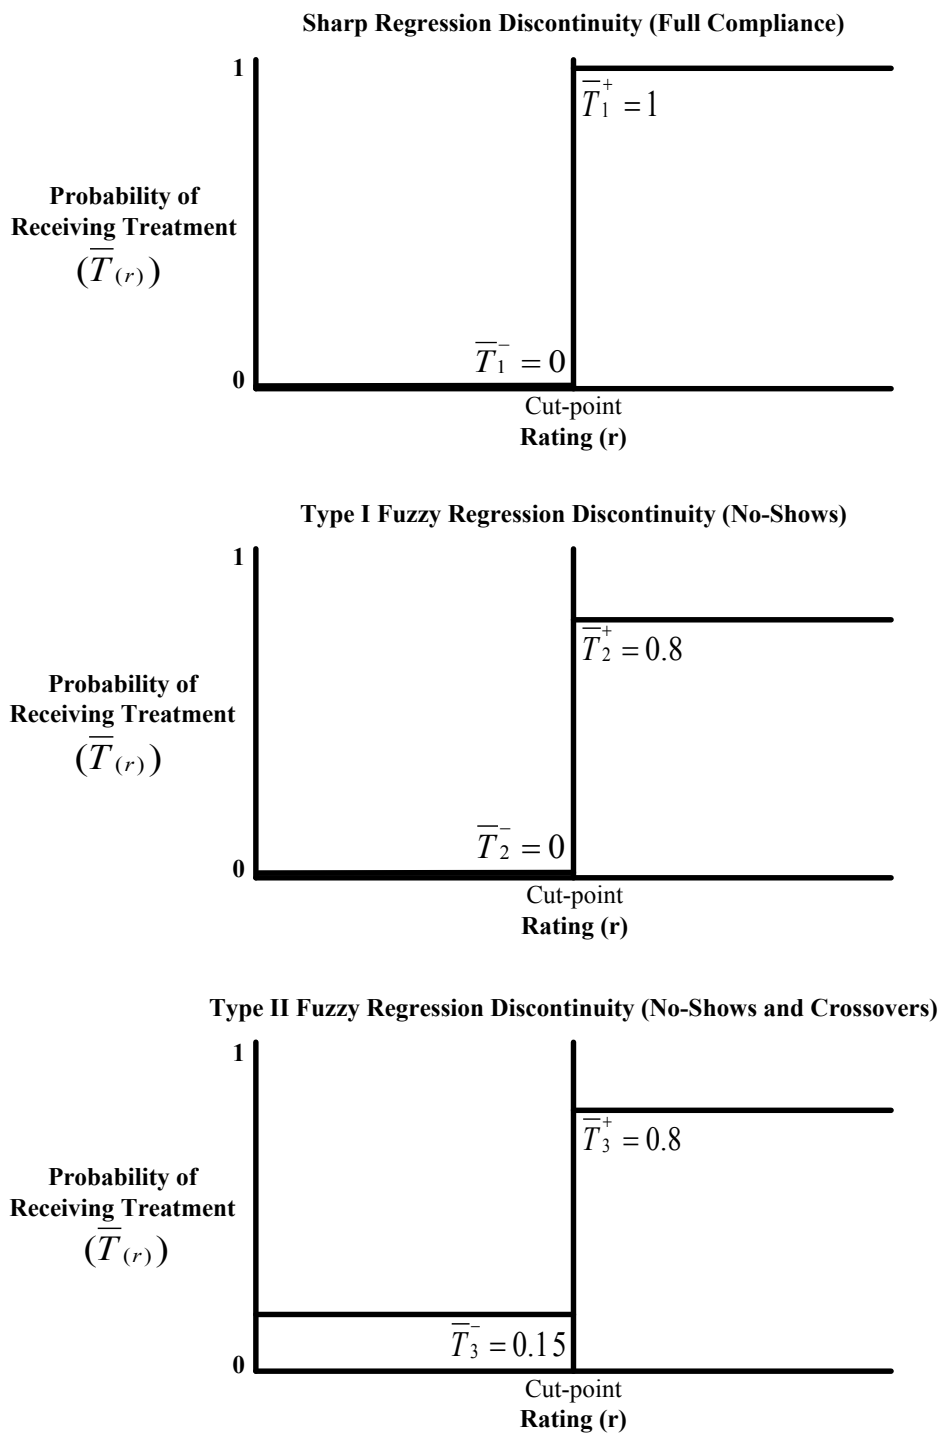 Sharp Regression Discontinuity (Full Compliance)
1
T̅₁⁺ = 1
Probability of
Receiving Treatment
(T̅₍ᵣ₎)
T̅₁⁻ = 0
0
Cut-point
Rating (r)
Type I Fuzzy Regression Discontinuity (No-Shows)
1
T̅₂⁺ = 0.8
Probability of
Receiving Treatment
(T̅₍ᵣ₎)
T̅₂⁻ = 0
0
Cut-point
Rating (r)
Type II Fuzzy Regression Discontinuity (No-Shows and Crossovers)
1
T̅₃⁺ = 0.8
Probability of
Receiving Treatment
(T̅₍ᵣ₎)
T̅₃⁻ = 0.15
0
Cut-point
Rating (r)